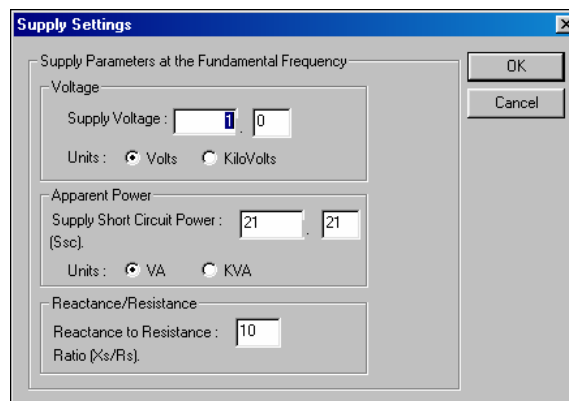 Supply Settings
Supply Parameters at the Fundamental Frequency
OK
Cancel
Voltage
Supply Voltage : 1 . 0
Units : Volts KiloVolts
Apparent Power
Supply Short Circuit Power : 21 . 21
(Ssc).
Units : VA KVA
Reactance/Resistance
Reactance to Resistance : 10
Ratio (Xs/Rs).